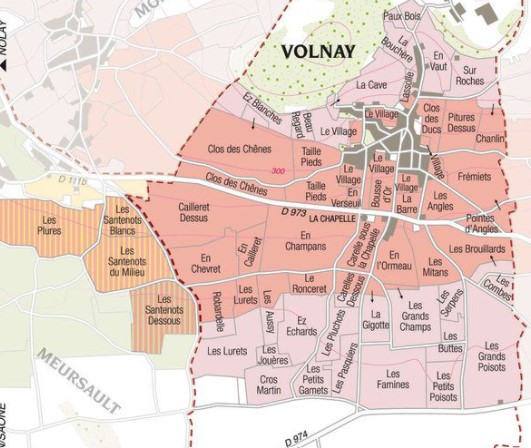 MO
NOLAY
VOLNAY
Paux Bois
La
Bouchère
Lassolle
En
Vaut
Sur
Roches
La Cave
Ez Blanches
Beau
Regard
Le Village
Le Village
Clos
des
Ducs
Pitures
Dessus
Chanlin
Clos des Chênes
Taille
Pieds
300
Le
Village
Village
Frémiets
D 111b
Clos des Chênes
Taille
Pieds
En
Verseuil
Bousse
d'Or
Le
Village
La
Barre
Les
Angles
Pointes
d'Angles
Cailleret
Dessus
D 973
LA CHAPELLE
Les
Plures
Les
Santenots
Blancs
Les
Santenots
du Milieu
En
Chevret
En
Cailleret
En
Champans
Carelle sous
la Chapelle
En
l'Ormeau
Les
Mitans
Les Brouillards
Les
Santenots
Dessous
Robardelle
Les
Lurets
Les
Aussy
Le
Ronceret
Carelles
Dessous
Les
Combes
Ez
Echards
Les Pluchots
La
Gigotte
Les
Grands
Champs
Les
Serpens
Les Lurets
Les
Jouères
Les Pasquiers
Les
Buttes
Les
Grands
Poisots
Cros
Martin
Les
Petits
Gamets
Les
Famines
Les
Petits
Poisots
MEURSAULT
D 974